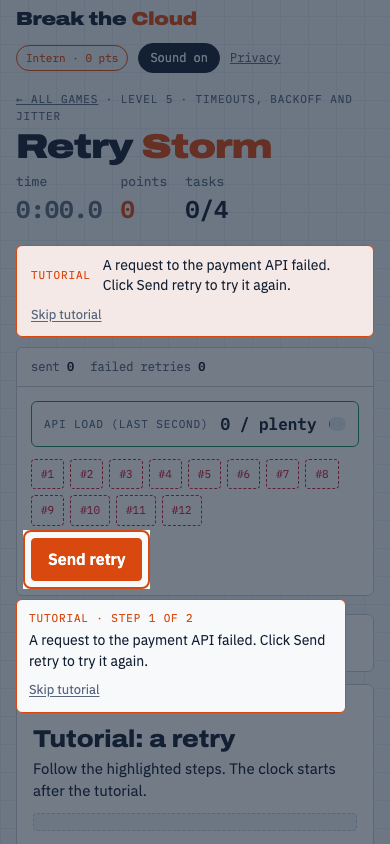 Break the Cloud
Intern · 0 pts
Sound on
Privacy
← ALL GAMES · LEVEL 5 · TIMEOUTS, BACKOFF AND
JITTER
Retry Storm
time points tasks
0:00.0 0 0/4
TUTORIAL
A request to the payment API failed.
Click Send retry to try it again.
Skip tutorial
sent 0 failed retries 0
API LOAD (LAST SECOND) 0 / plenty
#1 #2 #3 #4 #5 #6 #7 #8
#9 #10 #11 #12
Send retry
TUTORIAL · STEP 1 OF 2
A request to the payment API failed. Click Send
retry to try it again.
Skip tutorial
Tutorial: a retry
Follow the highlighted steps. The clock starts
after the tutorial.